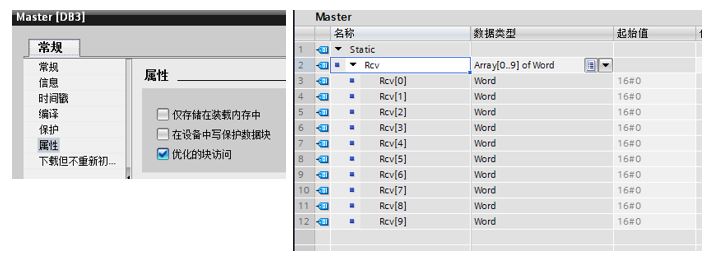 Master [DB3]
常规
常规
信息
时间戳
编译
保护
属性
下载但不重新初...
属性
仅存储在装载内存中
在设备中写保护数据块
优化的块访问
Master
名称 数据类型 起始值
1 Static
2 Rcv Array[0..9] of Word
3 Rcv[0] Word 16#0
4 Rcv[1] Word 16#0
5 Rcv[2] Word 16#0
6 Rcv[3] Word 16#0
7 Rcv[4] Word 16#0
8 Rcv[5] Word 16#0
9 Rcv[6] Word 16#0
10 Rcv[7] Word 16#0
11 Rcv[8] Word 16#0
12 Rcv[9] Word 16#0